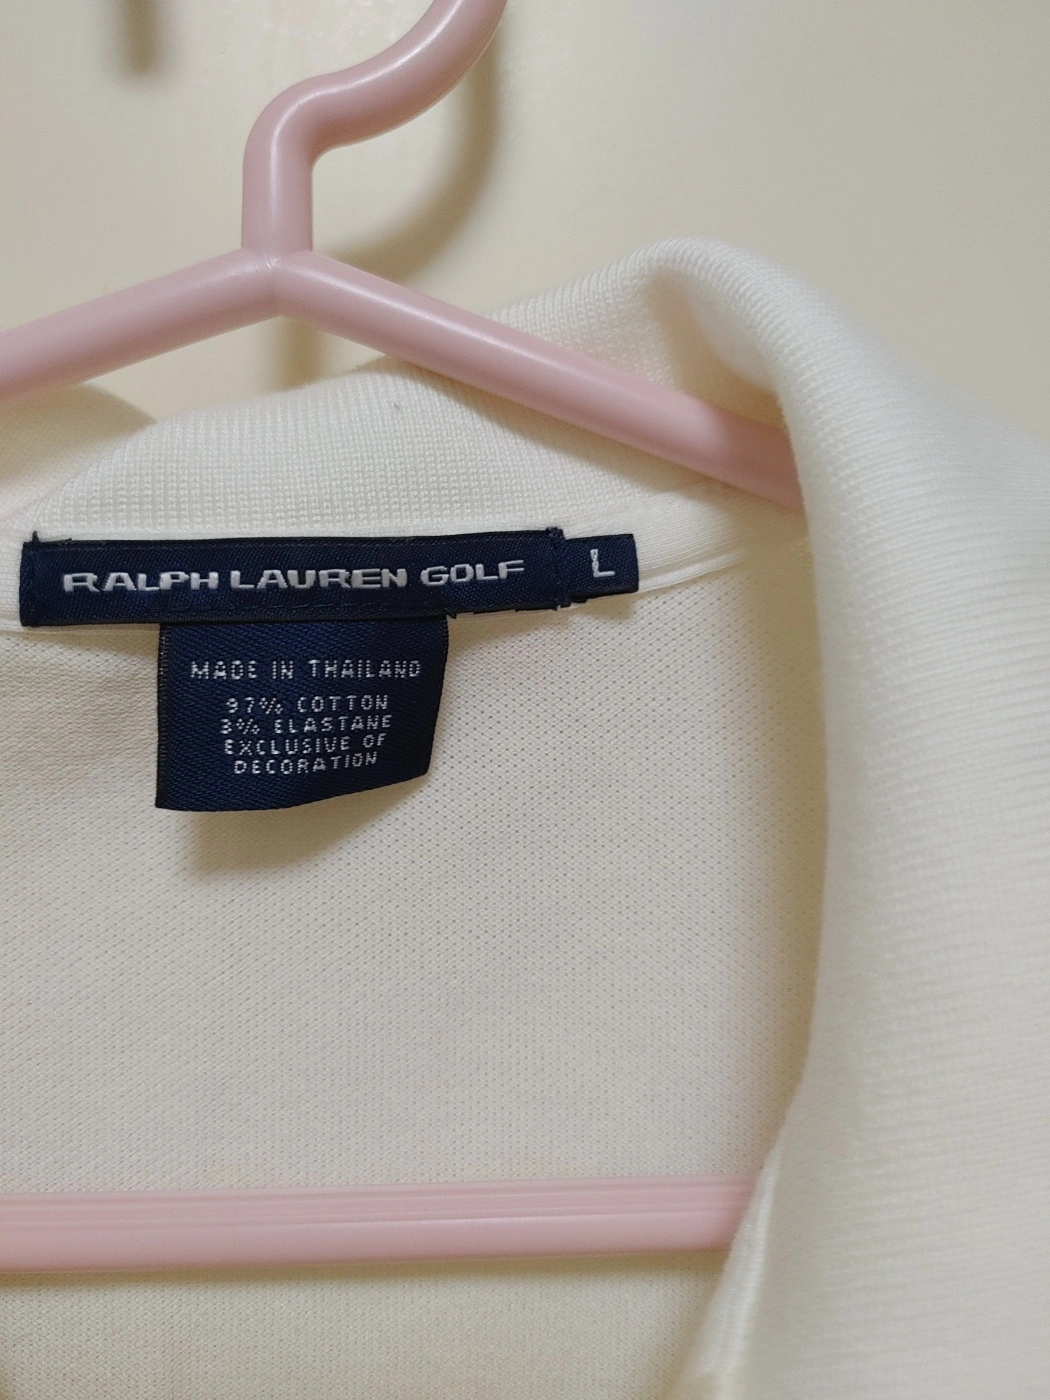 RALPH LAUREN GOLF
L
MADE IN THAILAND
97% COTTON
3% ELASTANE
EXCLUSIVE OF
DECORATION